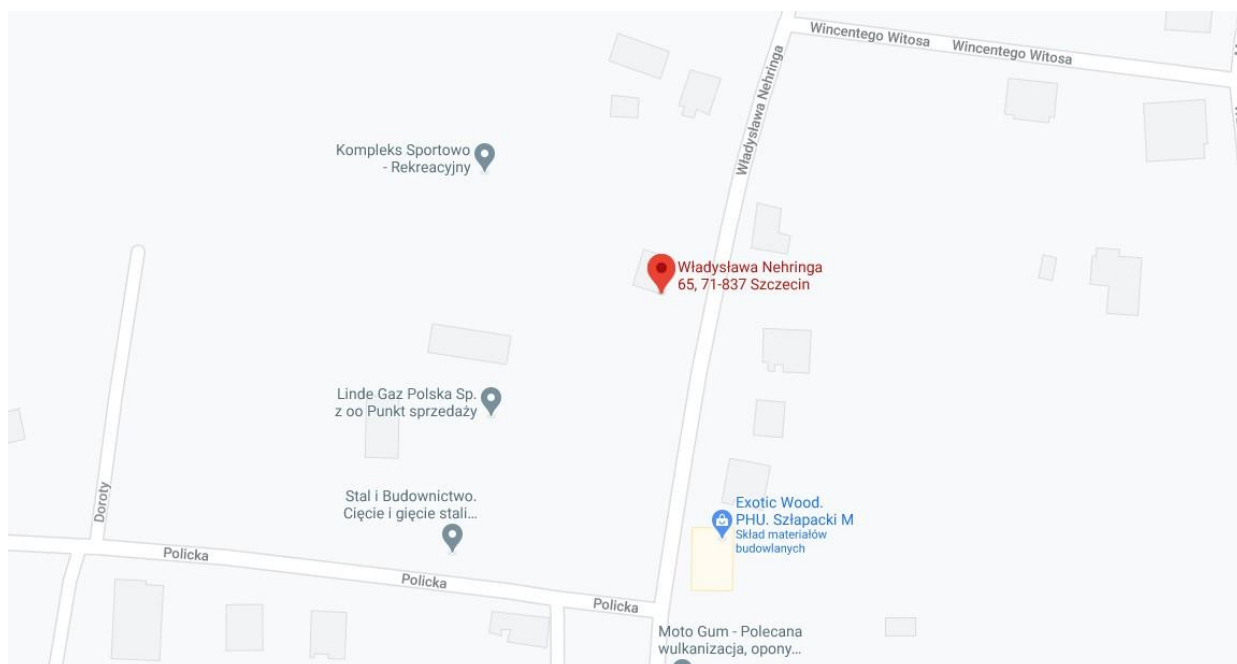 Wincentego Witosa
Wincentego Witosa
Władysława Nehringa
Kompleks Sportowo
- Rekreacyjny
Władysława Nehringa
65, 71-837 Szczecin
Linde Gaz Polska Sp.
z oo Punkt sprzedaży
Doroty
Stal i Budownictwo.
Cięcie i gięcie stali...
Exotic Wood.
PHU. Szłapacki M
Skład materiałów
budowlanych
Policka
Policka
Policka
Moto Gum - Polecana
wulkanizacja, opony...